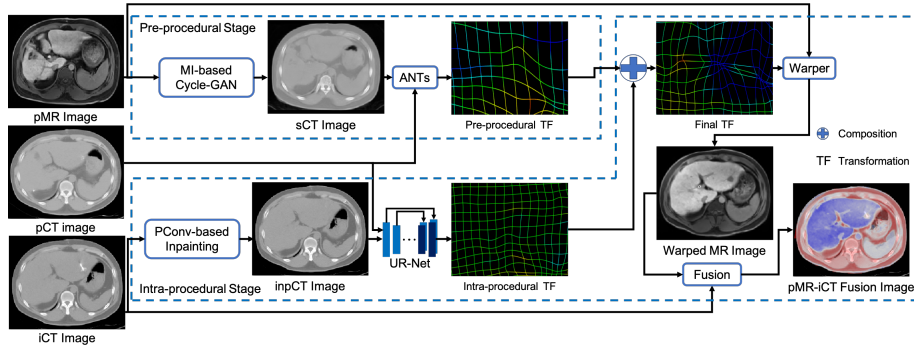 Pre-procedural Stage
MI-based
Cycle-GAN
ANTs
Warper
pMR Image
sCT Image
Pre-procedural TF
Final TF
Composition
TF Transformation
pCT image
PConv-based
Inpainting
UR-Net
Warped MR Image
Fusion
Intra-procedural Stage
inpCT Image
Intra-procedural TF
pMR-iCT Fusion Image
iCT Image